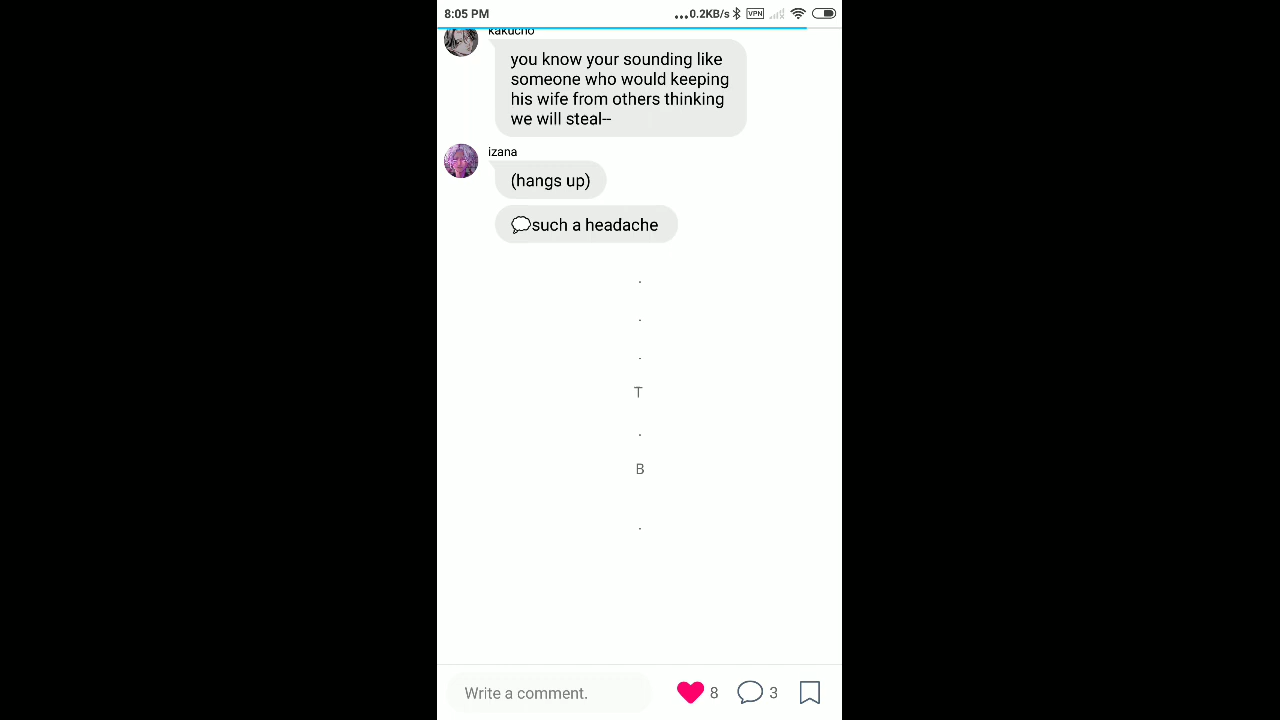 8:05 PM ...0.2KB/s VPN
kakucho
you know your sounding like
someone who would keeping
his wife from others thinking
we will steal--
izana
(hangs up)
💭such a headache
.
.
.
T
.
B
.
Write a comment. 8 3